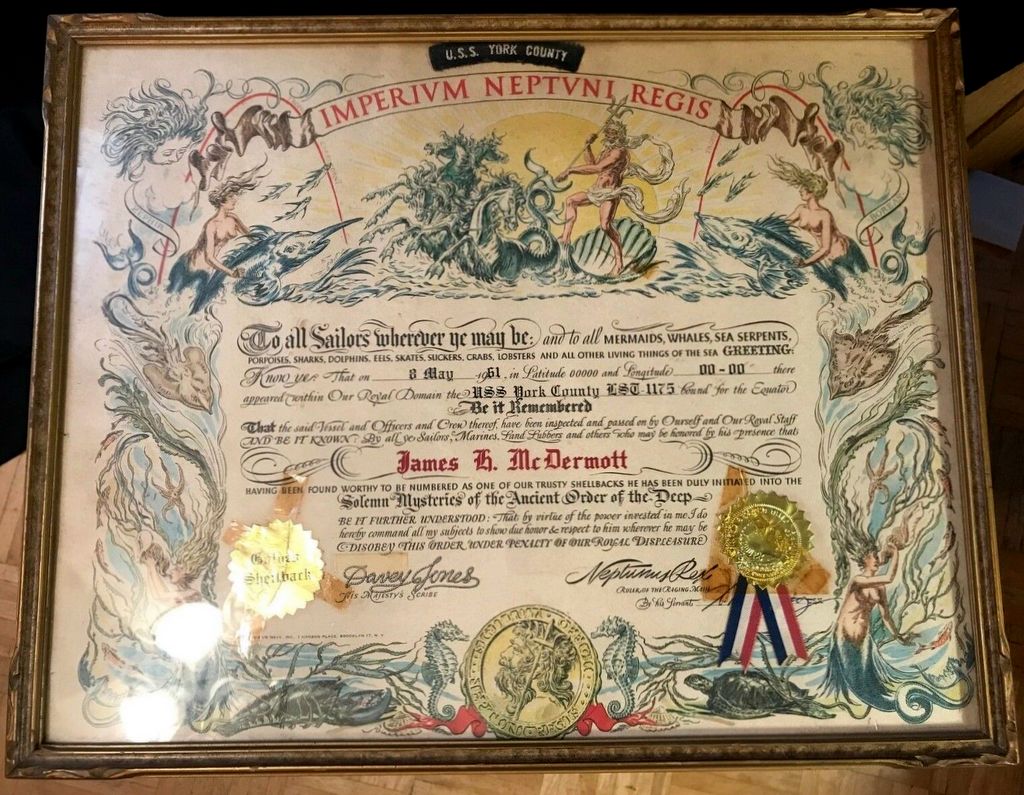 U.S.S. YORK COUNTY
IMPERIVM NEPTVNI REGIS
To all Sailors wherever ye may be: and to all MERMAIDS, WHALES, SEA SERPENTS,
PORPOISES, SHARKS, DOLPHINS, EELS, SKATES, SUCKERS, CRABS, LOBSTERS AND ALL OTHER LIVING THINGS OF THE SEA GREETING:
Know ye: That on 8 May 1961, in Latitude 00000 and Longitude 00-00 there
appeared within Our Royal Domain the USS York County LST 1175 bound for the Equator
Be it Remembered
That the said Vessel and Officers and Crew thereof, have been inspected and passed on by Ourself and Our Royal Staff
AND BE IT KNOWN: By all ye Sailors, Marines, Land Lubbers and others who may be honored by his presence that
James H. McDermott
HAVING BEEN FOUND WORTHY TO BE NUMBERED AS ONE OF OUR TRUSTY SHELLBACKS HE HAS BEEN DULY INITIATED INTO THE
Solemn Mysteries of the Ancient Order of the Deep
BE IT FURTHER UNDERSTOOD: That by virtue of the power invested in me I do
hereby command all my subjects to show due honor & respect to him wherever he may be
DISOBEY THIS ORDER UNDER PENALTY OF OUR ROYAL DISPLEASURE
Shellback
Davey Jones
HIS MAJESTY'S SCRIBE
Neptunus Rex
RULER OF THE RAGING MAIN
By his Servant
BROOKLYN 17, N. Y.